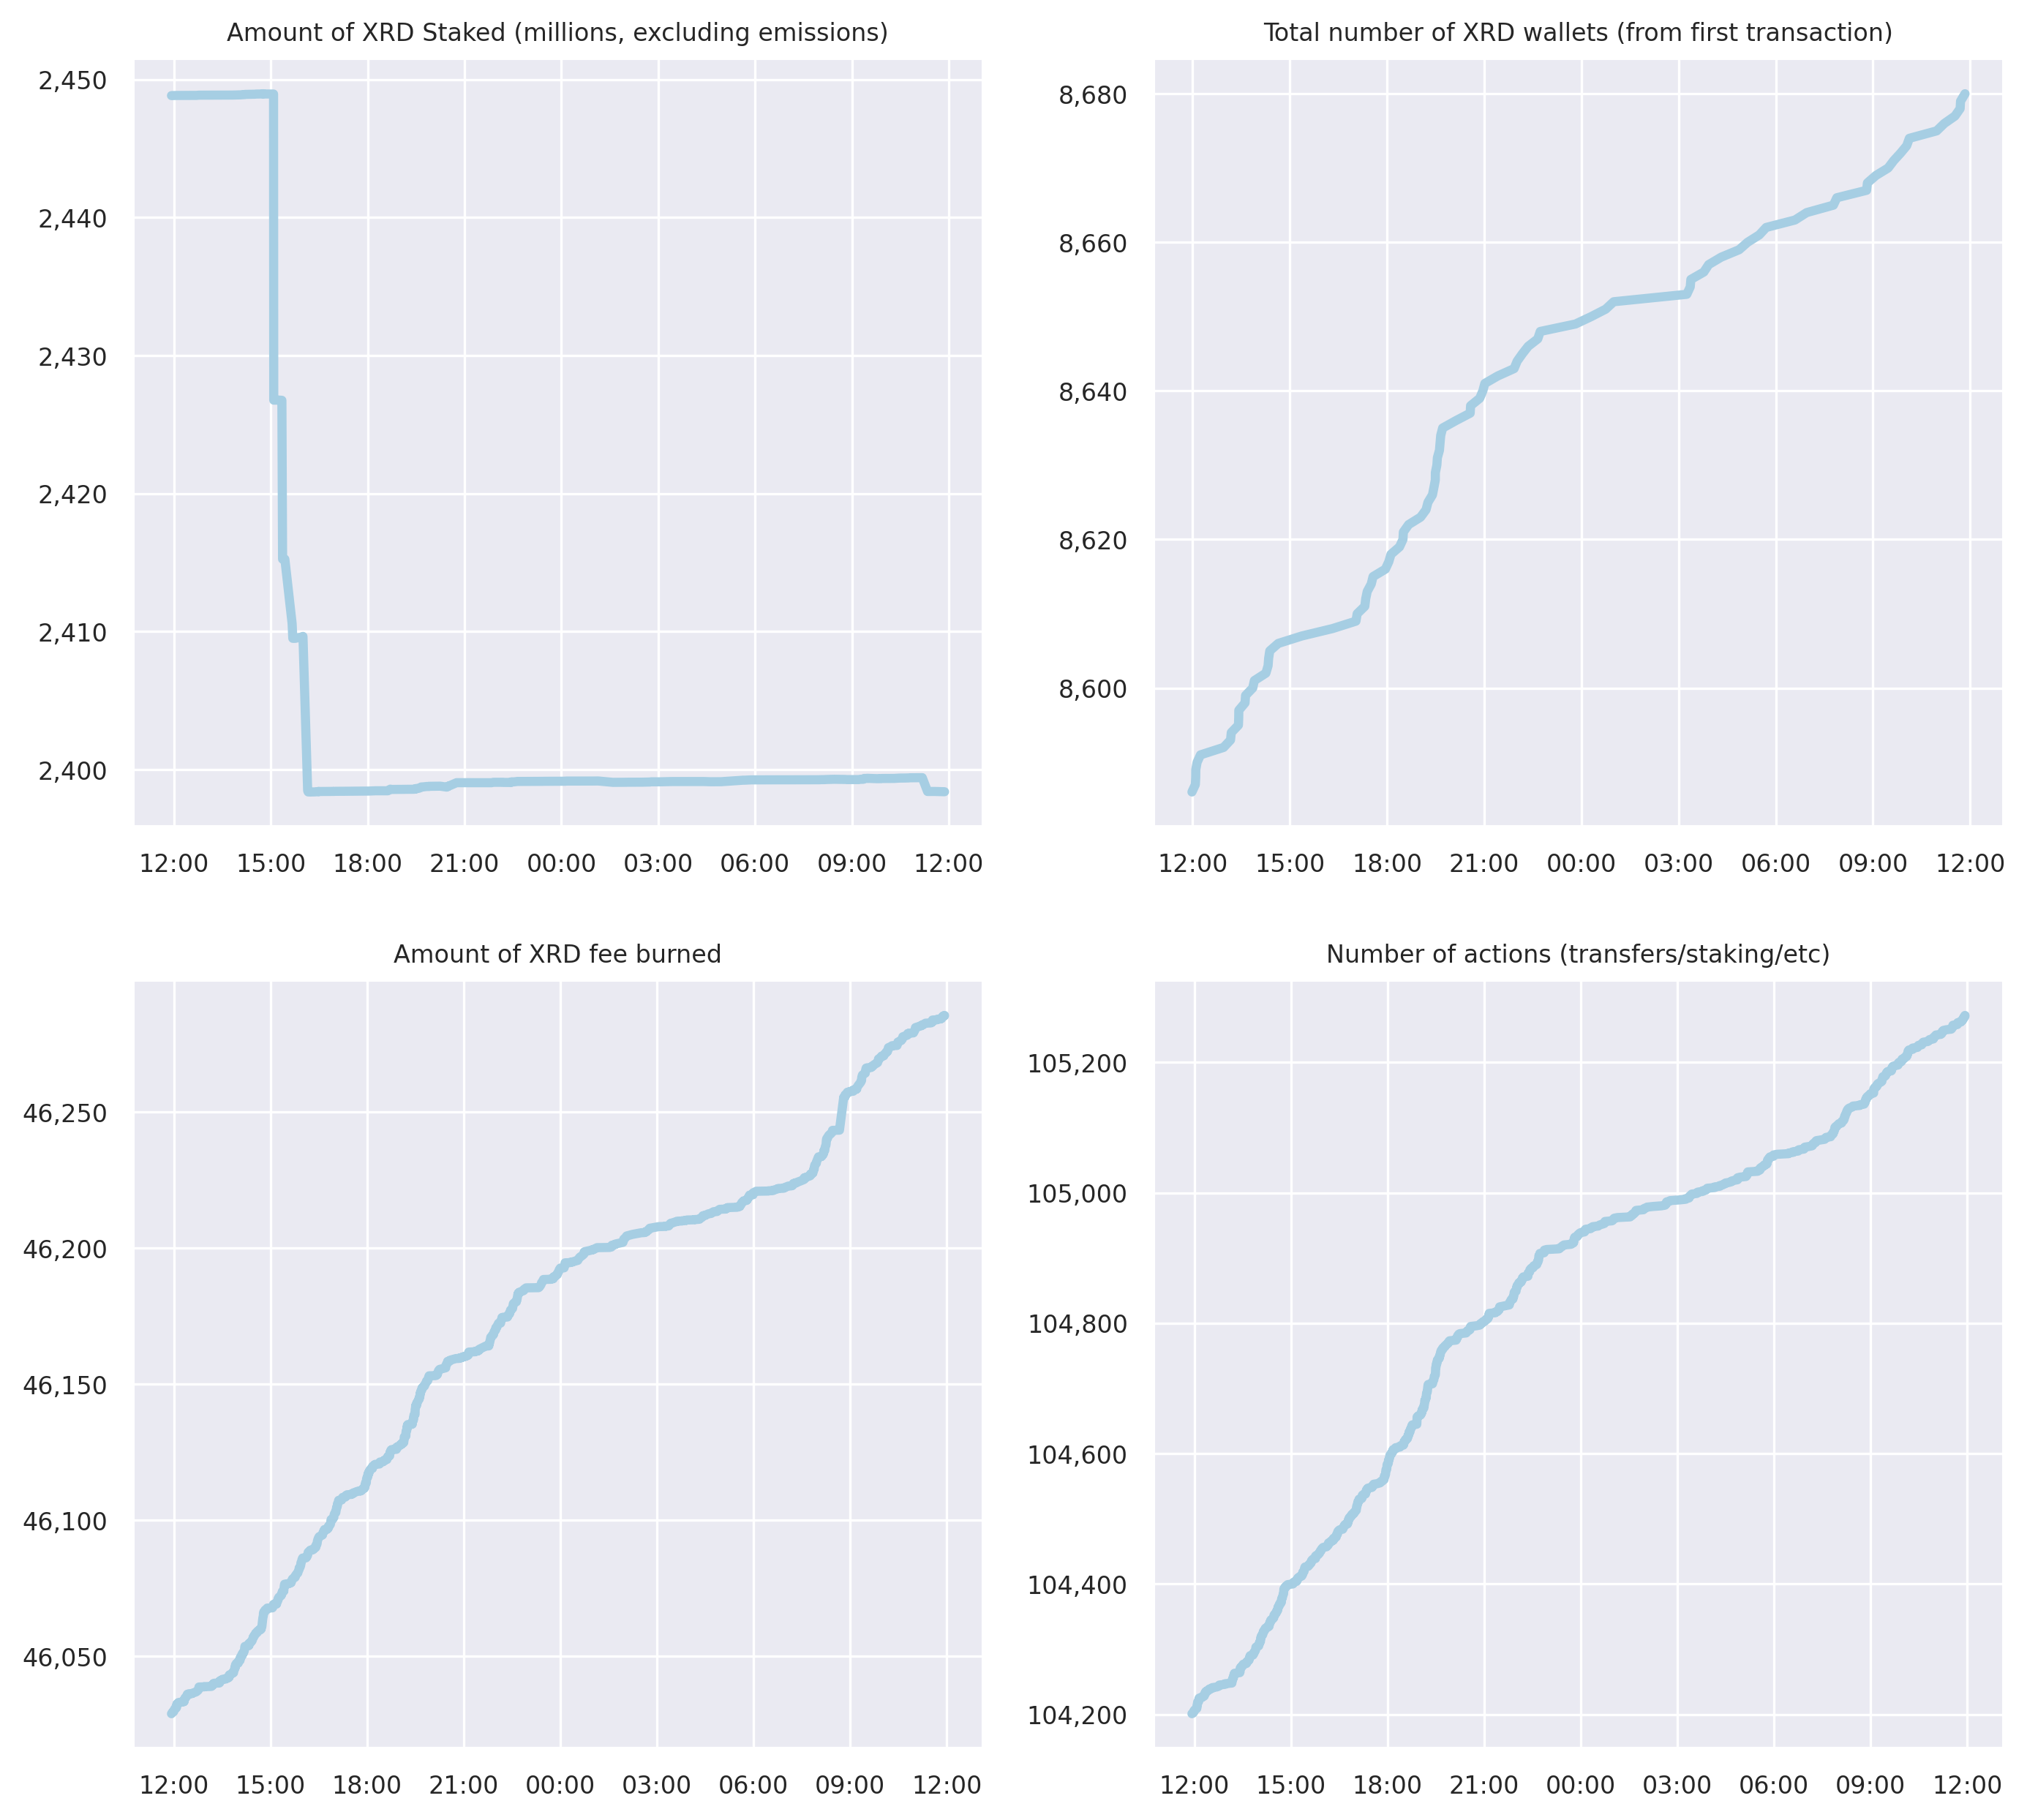 Amount of XRD Staked (millions, excluding emissions)
2,450
2,440
2,430
2,420
2,410
2,400
12:00 15:00 18:00 21:00 00:00 03:00 06:00 09:00 12:00
Total number of XRD wallets (from first transaction)
8,680
8,660
8,640
8,620
8,600
12:00 15:00 18:00 21:00 00:00 03:00 06:00 09:00 12:00
Amount of XRD fee burned
46,250
46,200
46,150
46,100
46,050
12:00 15:00 18:00 21:00 00:00 03:00 06:00 09:00 12:00
Number of actions (transfers/staking/etc)
105,200
105,000
104,800
104,600
104,400
104,200
12:00 15:00 18:00 21:00 00:00 03:00 06:00 09:00 12:00